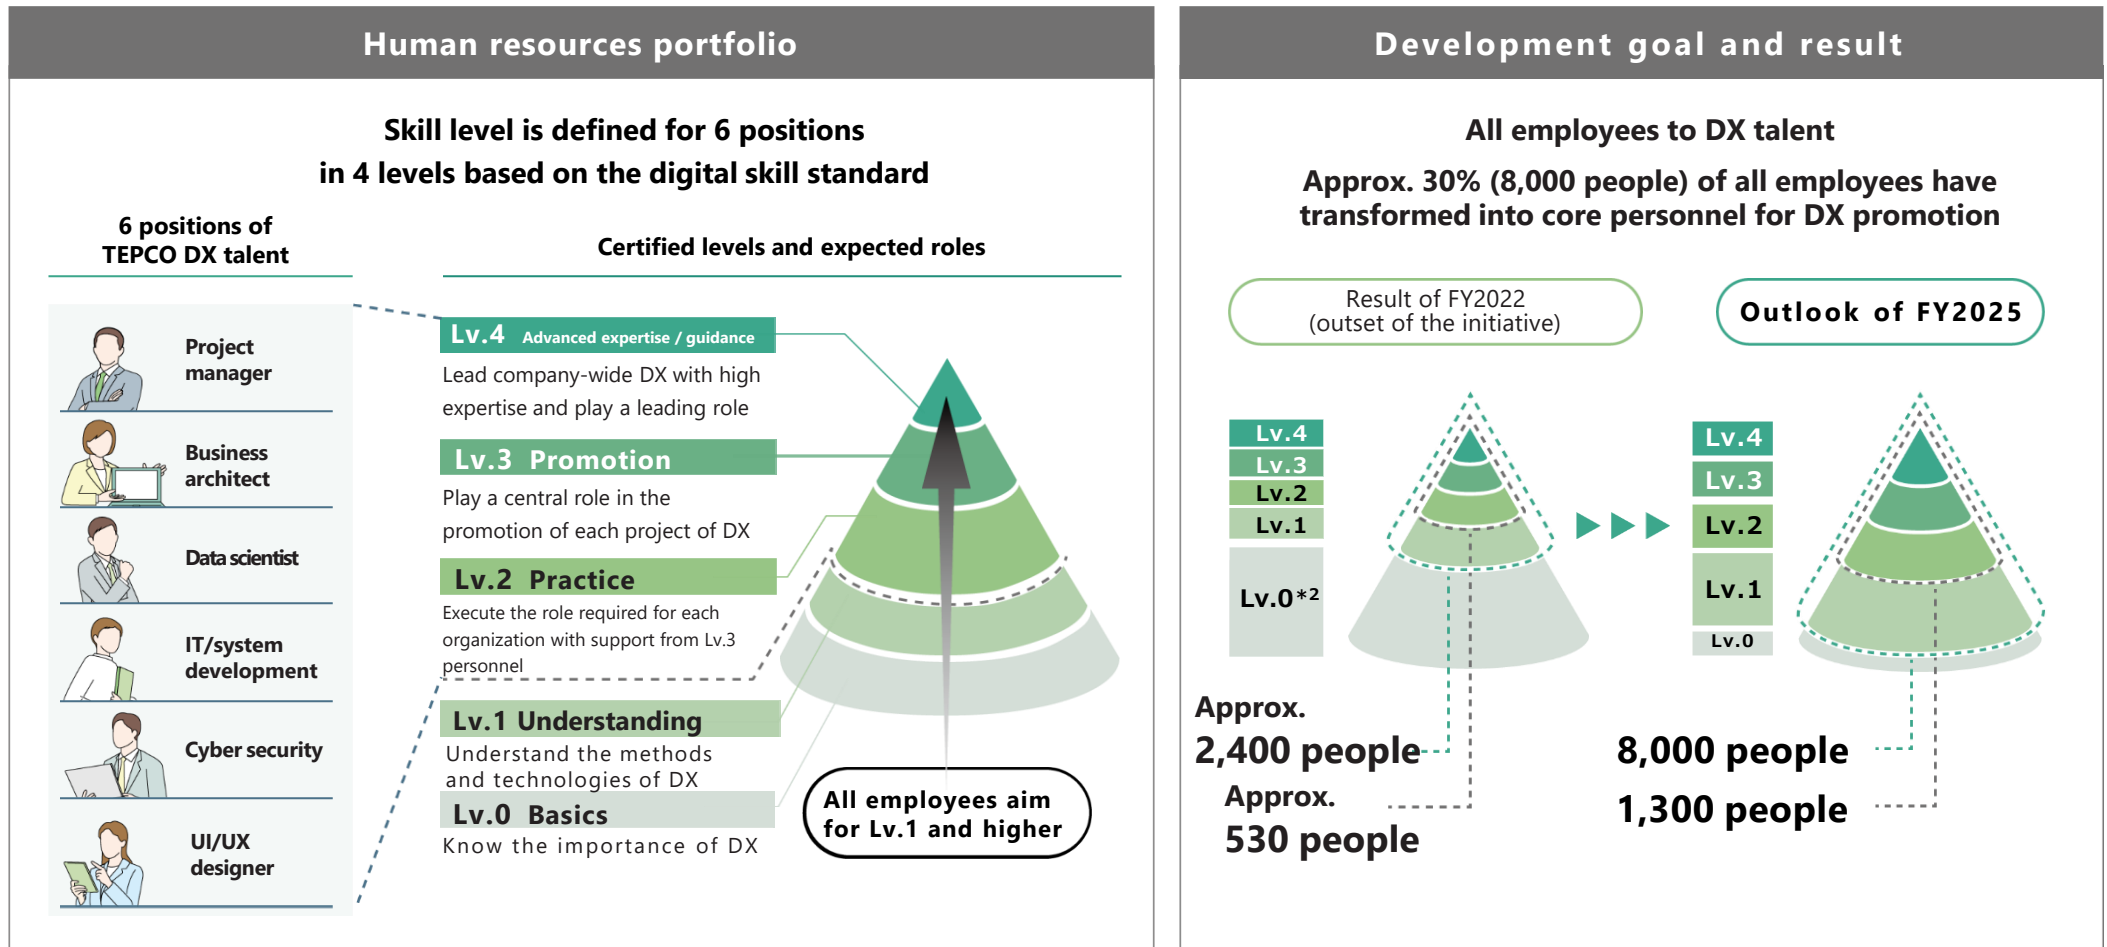 Human resources portfolio
Skill level is defined for 6 positions
in 4 levels based on the digital skill standard
6 positions of
TEPCO DX talent
Project
manager
Business
architect
Data scientist
IT/system
development
Cyber security
UI/UX
designer
Certified levels and expected roles
Lv.4 Advanced expertise / guidance
Lead company-wide DX with high
expertise and play a leading role
Lv.3 Promotion
Play a central role in the
promotion of each project of DX
Lv.2 Practice
Execute the role required for each
organization with support from Lv.3
personnel
Lv.1 Understanding
Understand the methods
and technologies of DX
Lv.0 Basics
Know the importance of DX
All employees aim
for Lv.1 and higher
Development goal and result
All employees to DX talent
Approx. 30% (8,000 people) of all employees have
transformed into core personnel for DX promotion
Result of FY2022
(outset of the initiative)
Lv.4
Lv.3
Lv.2
Lv.1
Lv.0*2
Approx.
2,400 people
Approx.
530 people
Outlook of FY2025
Lv.4
Lv.3
Lv.2
Lv.1
Lv.0
8,000 people
1,300 people